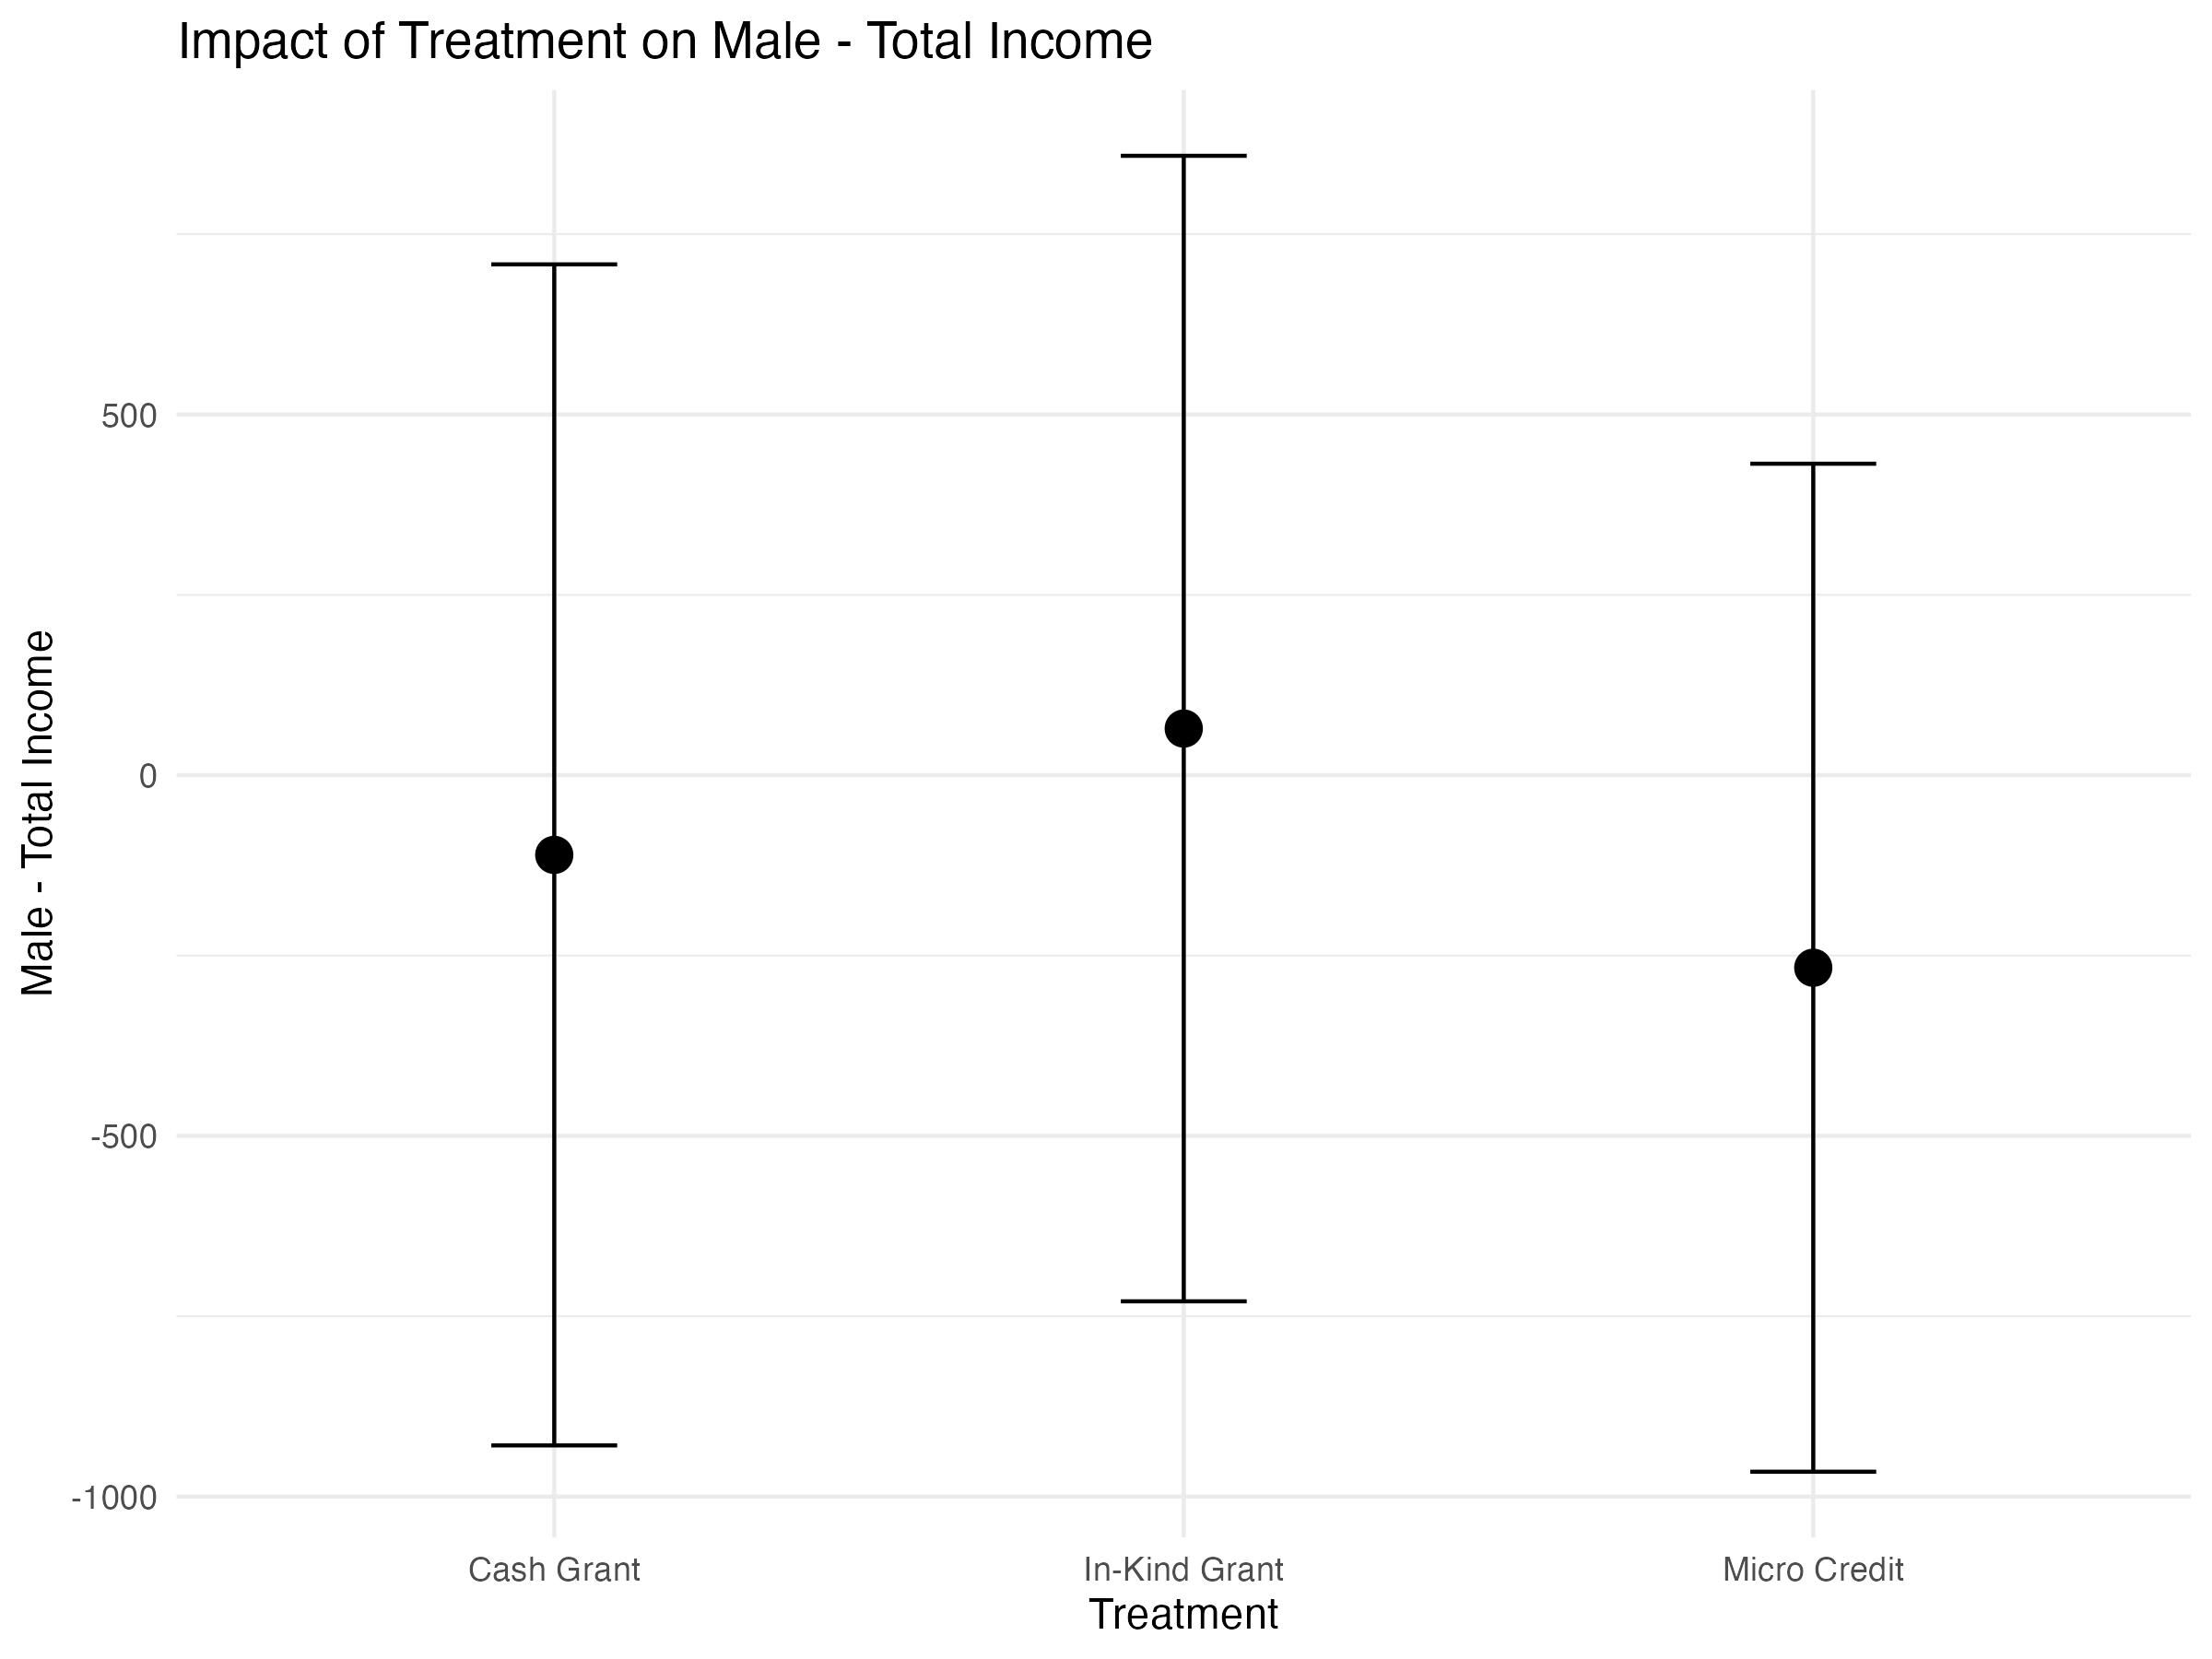 Impact of Treatment on Male - Total Income
Male - Total Income
500
0
-500
-1000
Cash Grant
In-Kind Grant
Micro Credit
Treatment